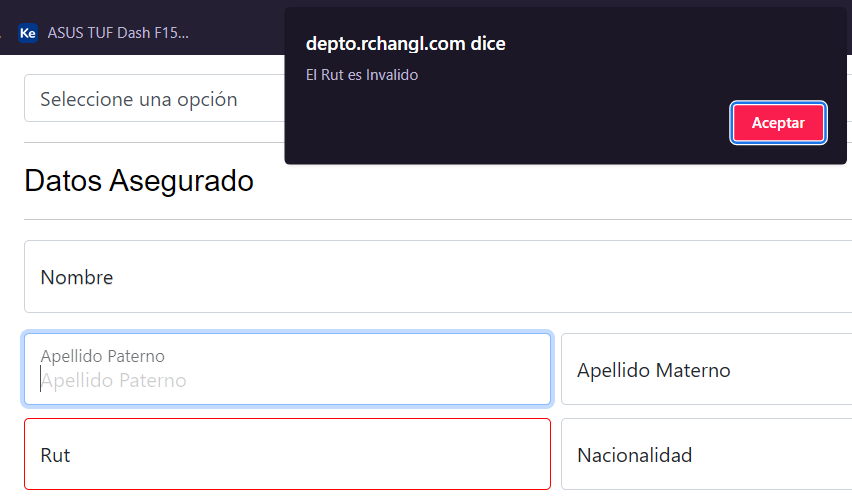 Ke ASUS TUF Dash F15...
depto.rchangl.com dice
El Rut es Invalido
Aceptar
Seleccione una opción
Datos Asegurado
Nombre
Apellido Paterno
Apellido Paterno
Apellido Materno
Rut
Nacionalidad